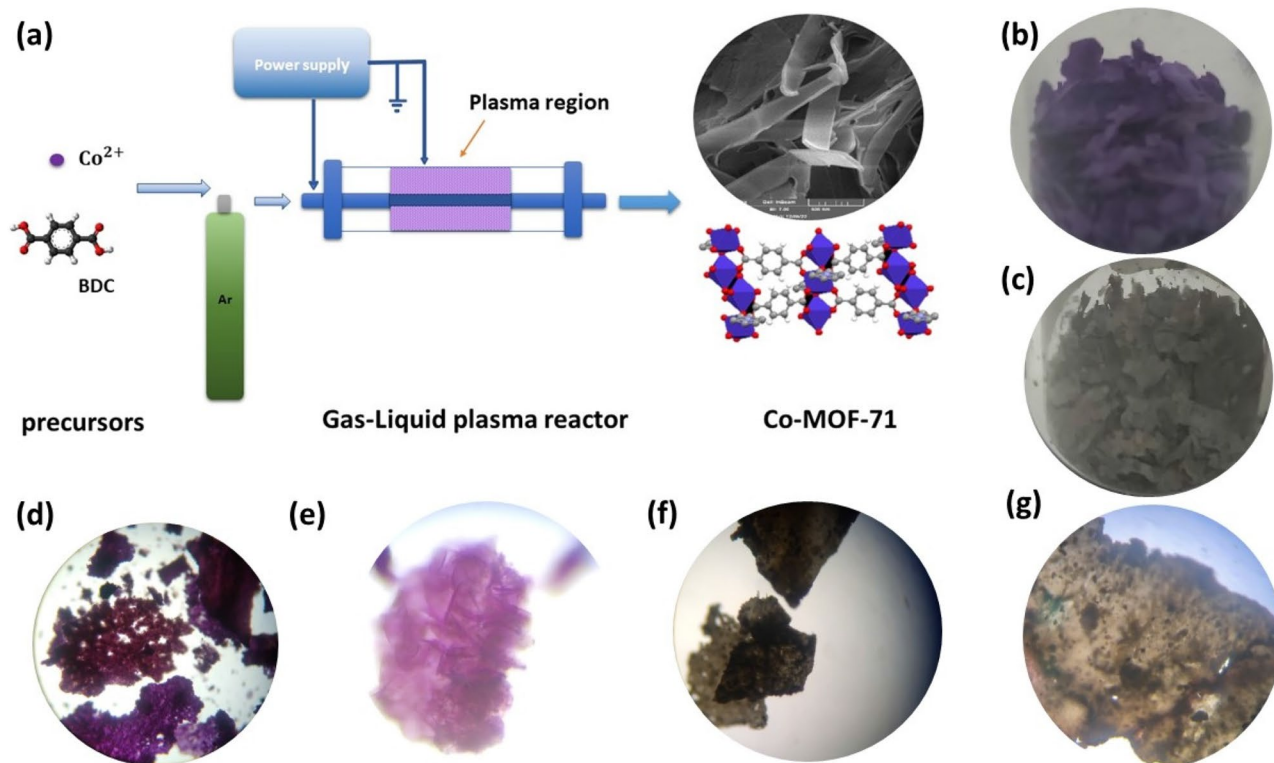 (a)
Power supply
Plasma region
Co2+
BDC
Ar
precursors
Gas-Liquid plasma reactor
Co-MOF-71
(b)
(c)
(d)
(e)
(f)
(g)